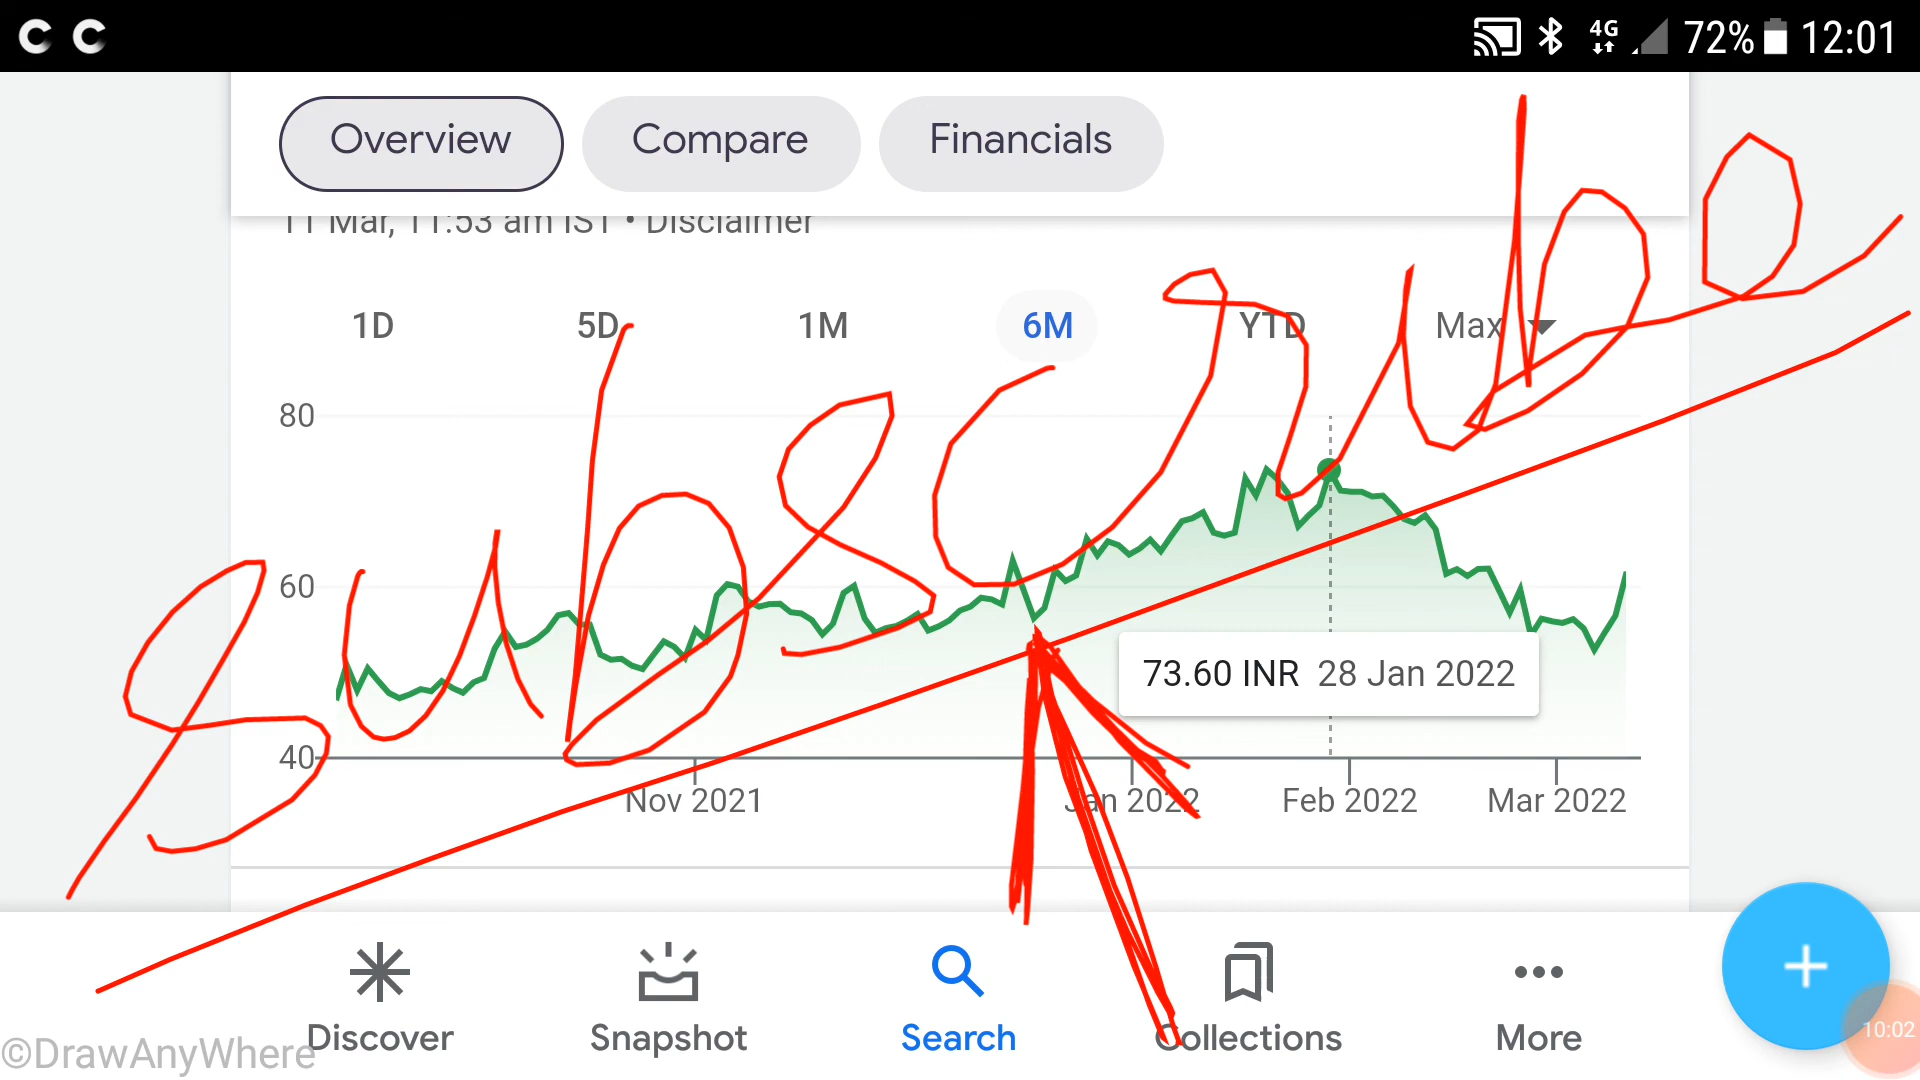 C C 4G 72% 12:01
Overview Compare Financials
11 Mar, 11:53 am IST • Disclaimer
1D 5D 1M 6M YTD Max
80
60
40
73.60 INR 28 Jan 2022
Nov 2021 Jan 2022 Feb 2022 Mar 2022
Subscrube
Discover Snapshot Search Collections More
10:02
©DrawAnyWhere